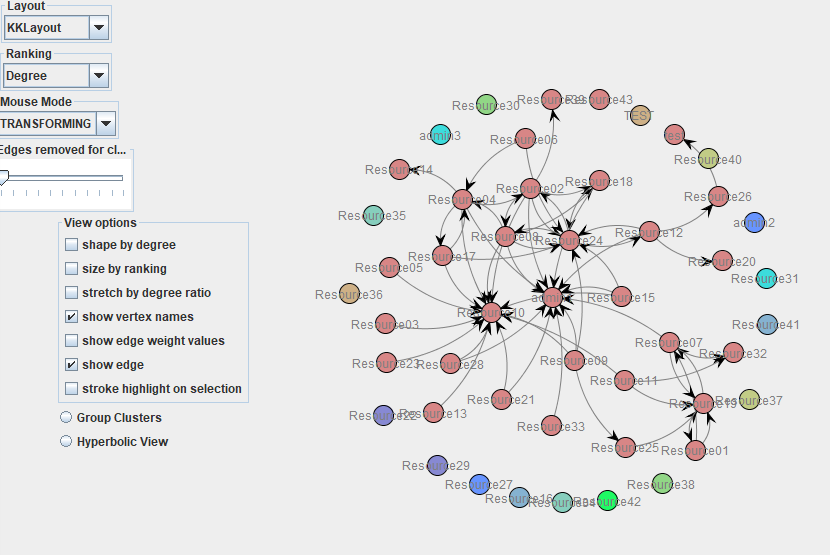 Layout
KKLayout
Ranking
Degree
Mouse Mode
TRANSFORMING
Edges removed for cl...
View options
shape by degree
size by ranking
stretch by degree ratio
show vertex names
show edge weight values
show edge
stroke highlight on selection
Group Clusters
Hyperbolic View
Resource30
Resource39
Resource43
TEST
admin3
Resource06
test
Resource40
Resource14
Resource04
Resource02
Resource18
Resource26
Resource35
admin2
Resource08
Resource24
Resource12
Resource17
Resource05
Resource20
Resource31
Resource36
Resource10
Resource15
Resource03
Resource41
Resource07
Resource32
Resource23
Resource28
Resource09
Resource11
Resource22
Resource13
Resource21
Resource37
Resource33
Resource25
Resource01
Resource29
Resource27
Resource16
Resource42
Resource38